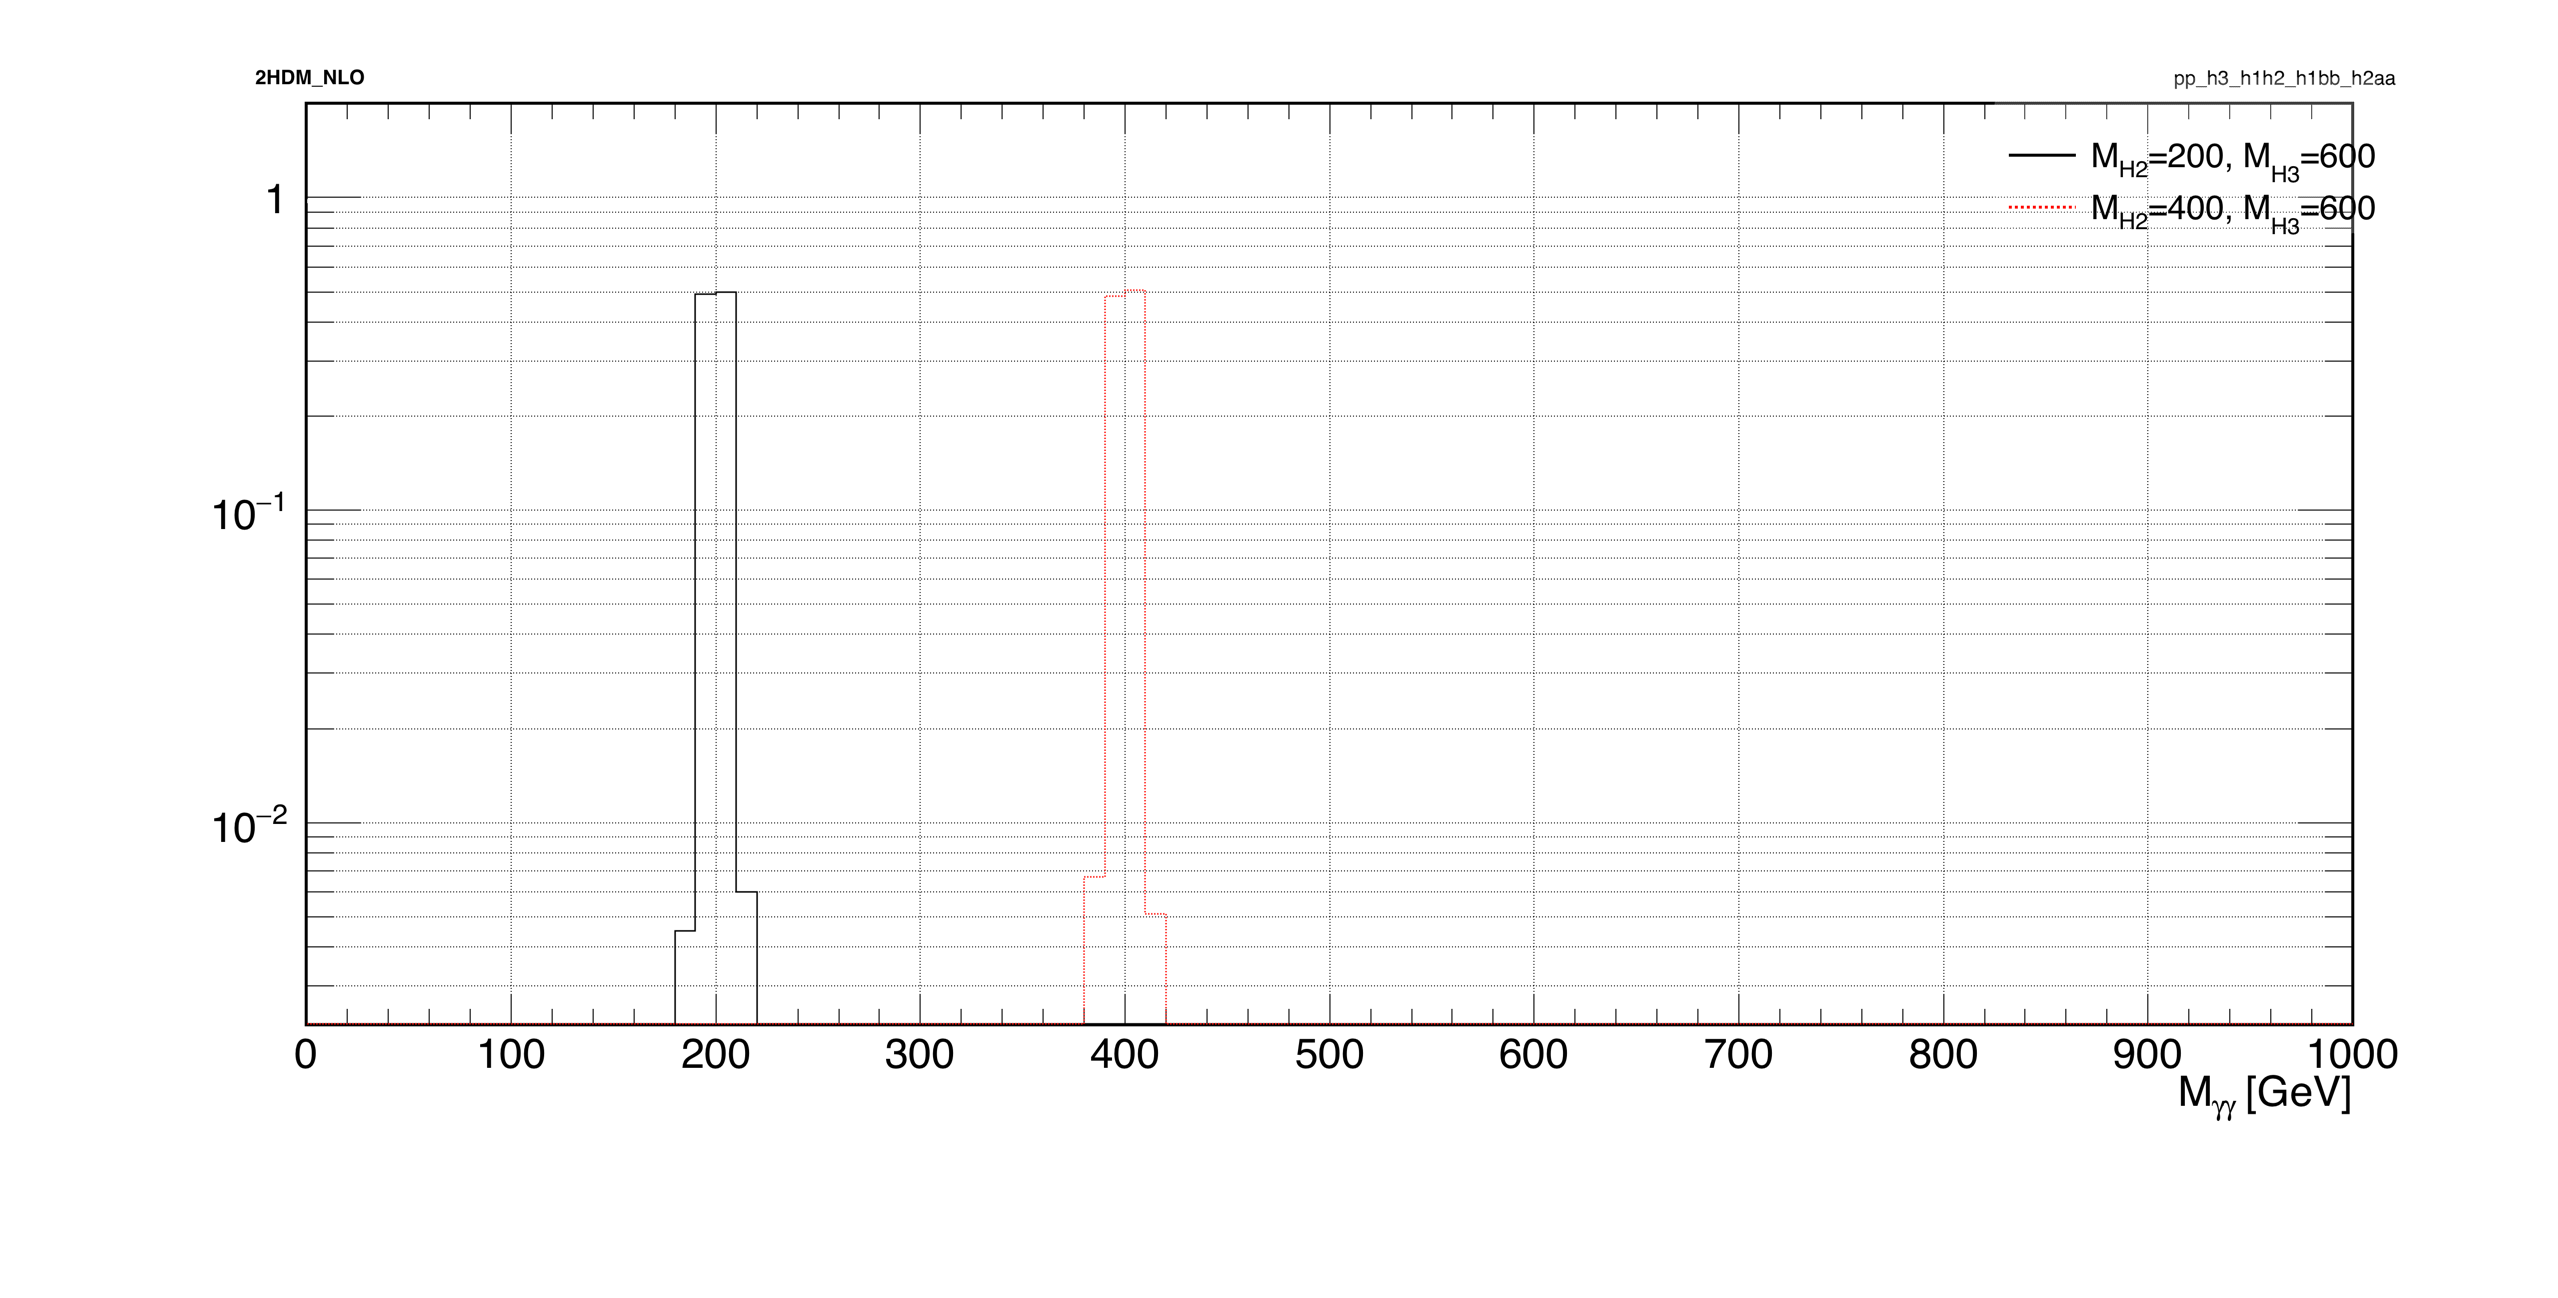 2HDM_NLO
pp_h3_h1h2_h1bb_h2aa
M_H2=200, M_H3=600
M_H2=400, M_H3=600
1
10⁻¹
10⁻²
0 100 200 300 400 500 600 700 800 900 1000
M_γγ [GeV]